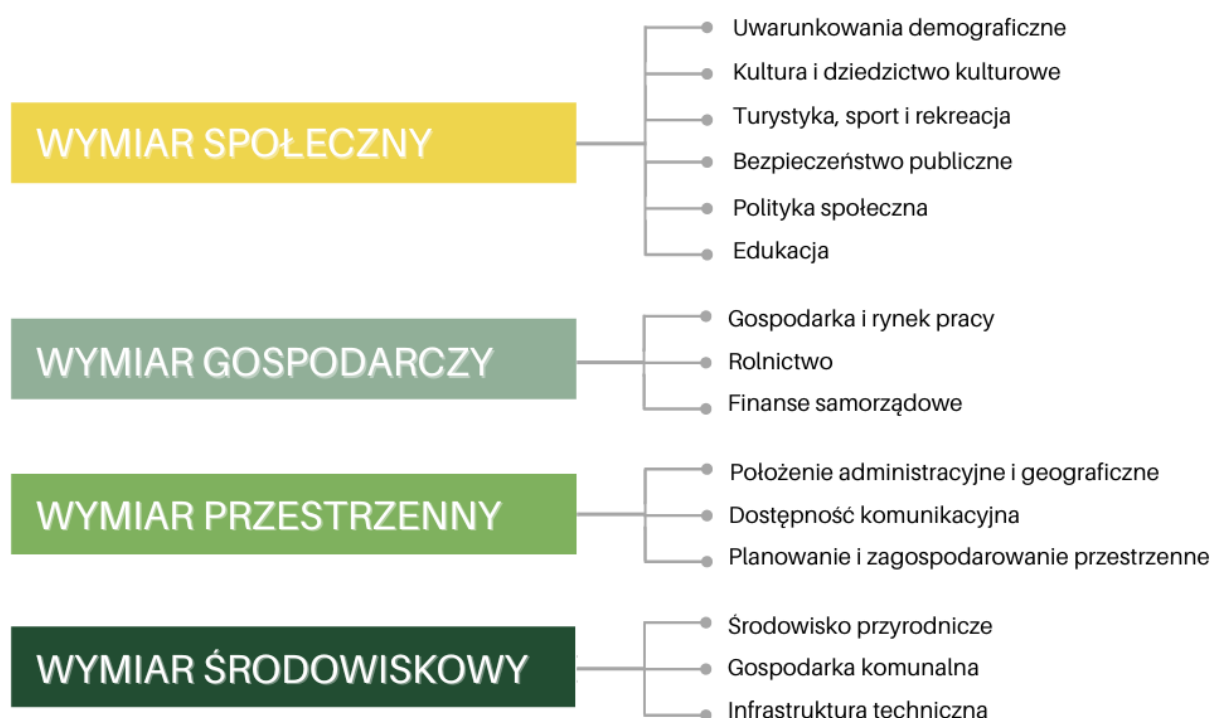 WYMIAR SPOŁECZNY
Uwarunkowania demograficzne
Kultura i dziedzictwo kulturowe
Turystyka, sport i rekreacja
Bezpieczeństwo publiczne
Polityka społeczna
Edukacja
WYMIAR GOSPODARCZY
Gospodarka i rynek pracy
Rolnictwo
Finanse samorządowe
WYMIAR PRZESTRZENNY
Położenie administracyjne i geograficzne
Dostępność komunikacyjna
Planowanie i zagospodarowanie przestrzenne
WYMIAR ŚRODOWISKOWY
Środowisko przyrodnicze
Gospodarka komunalna
Infrastruktura techniczna